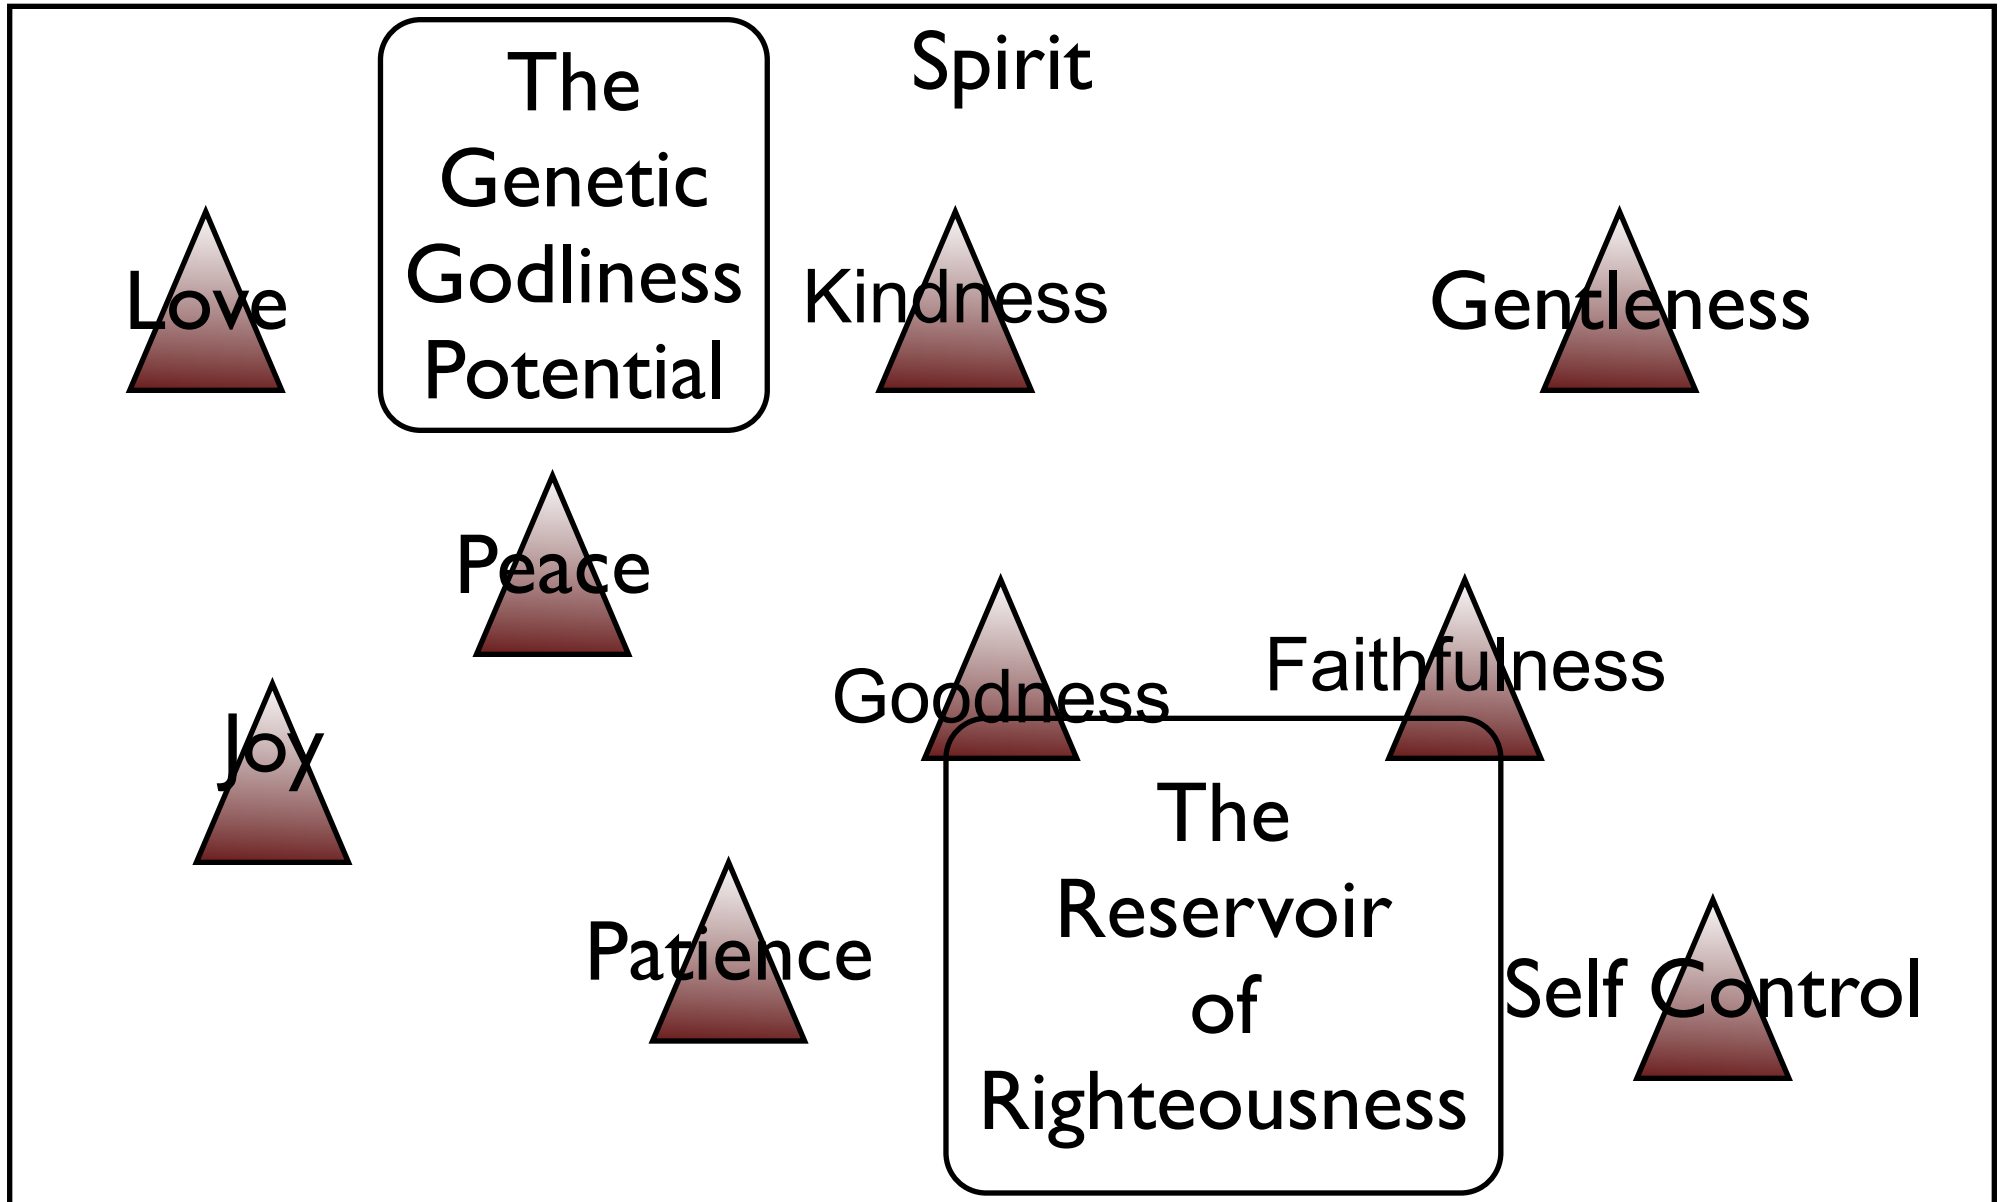 Spirit
The
Genetic
Godliness
Potential
Love
Kindness
Gentleness
Peace
Goodness
Faithfulness
Joy
Patience
The
Reservoir
of
Righteousness
Self Control